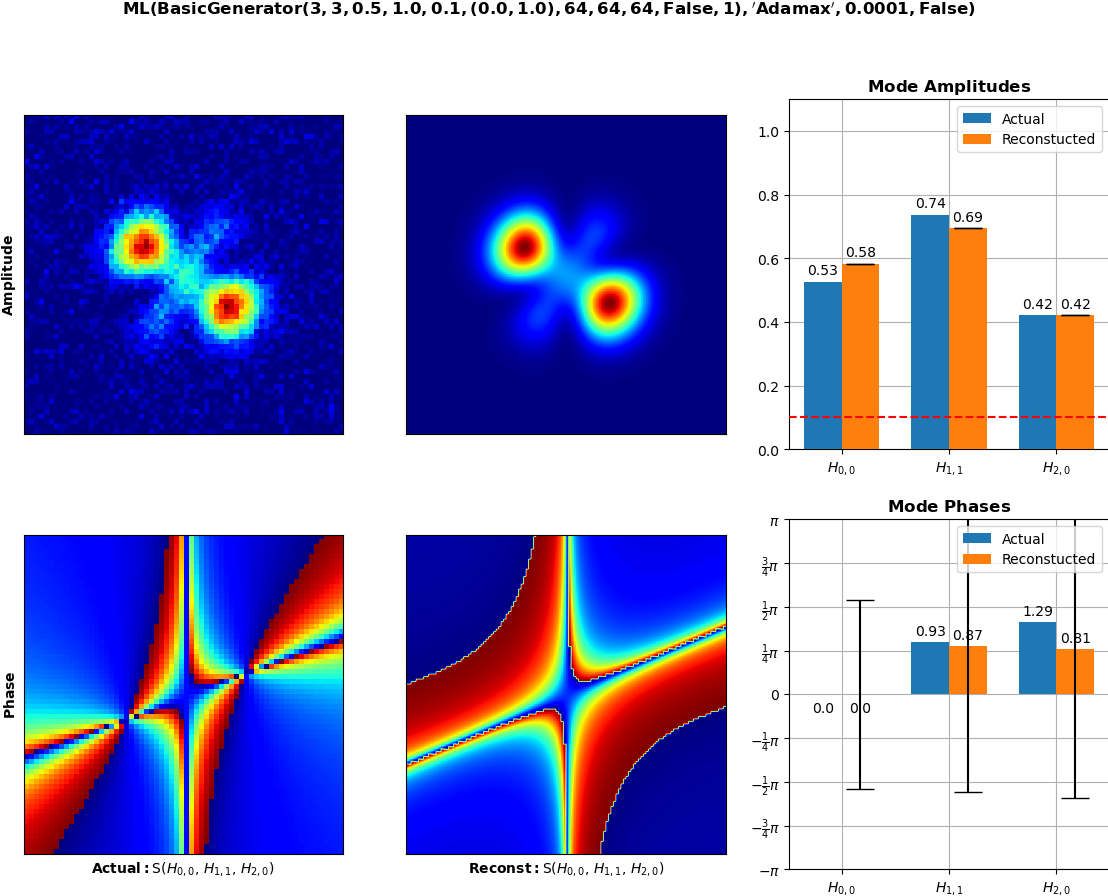 ML(BasicGenerator(3, 3, 0.5, 1.0, 0.1, (0.0, 1.0), 64, 64, 64, False, 1), 'Adamax', 0.0001, False)
Amplitude
Mode Amplitudes
Actual
Reconstucted
1.0
0.8
0.6
0.4
0.2
0.0
0.53
0.58
0.74
0.69
0.42
0.42
H0,0
H1,1
H2,0
Phase
Actual: S(H0,0, H1,1, H2,0)
Reconst: S(H0,0, H1,1, H2,0)
Mode Phases
Actual
Reconstucted
π
3/4π
1/2π
1/4π
0
−1/4π
−1/2π
−3/4π
−π
0.0
0.0
0.93
0.87
1.29
0.81
H0,0
H1,1
H2,0